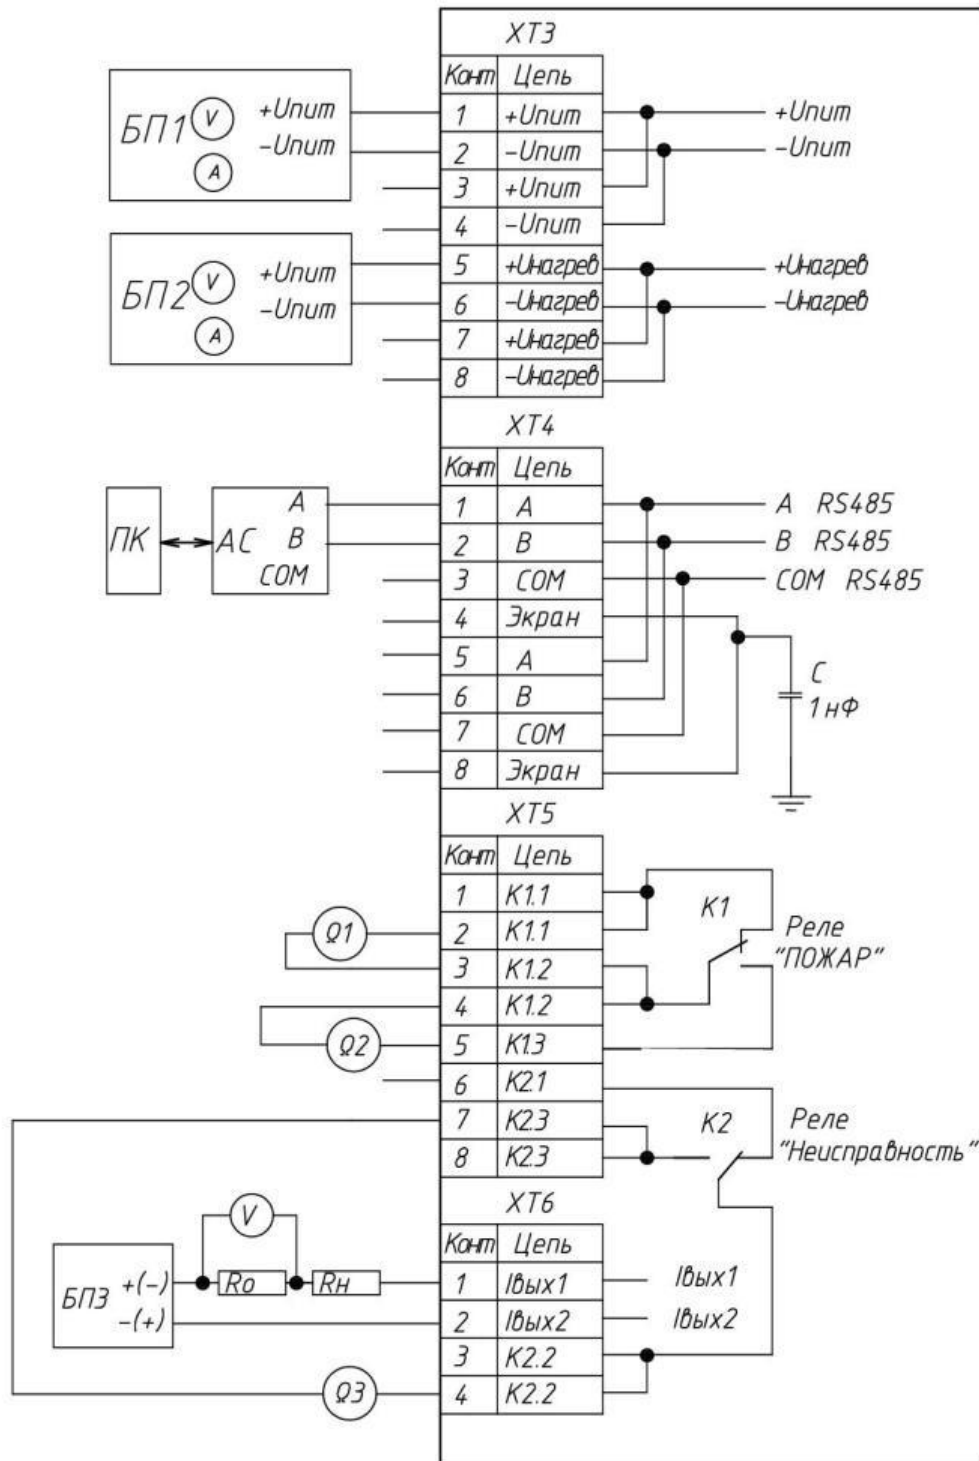 XT3
Конт Цепь
1 +Uпит
2 -Uпит
3 +Uпит
4 -Uпит
5 +Uнагрев
6 -Uнагрев
7 +Uнагрев
8 -Uнагрев
БП1 V A +Uпит -Uпит
БП2 V A +Uпит -Uпит
+Uпит
-Uпит
+Uнагрев
-Uнагрев
XT4
Конт Цепь
1 A
2 B
3 COM
4 Экран
5 A
6 B
7 COM
8 Экран
ПК
AC A B COM
A RS485
B RS485
COM RS485
C
1 нФ
XT5
Конт Цепь
1 K1.1
2 K1.1
3 K1.2
4 K1.2
5 K1.3
6 K2.1
7 K2.3
8 K2.3
Q1
Q2
K1
Реле
"ПОЖАР"
K2
Реле
"Неисправность"
XT6
Конт Цепь
1 Iвых1
2 Iвых2
3 K2.2
4 K2.2
V
БП3 +(-) -(+)
Rо
Rн
Q3
Iвых1
Iвых2